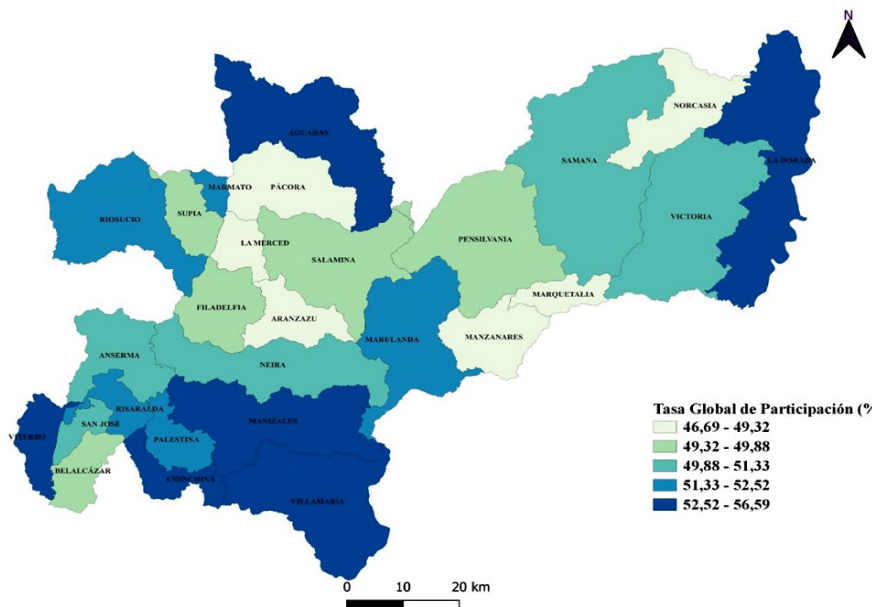 N
NORCASIA
AGUADAS
LA DORADA
SAMANA
MARMATO
PÁCORA
RIOSUCIO
SUPIA
VICTORIA
LA MERCED
PENSILVANIA
SALAMINA
MARQUETALIA
FILADELFIA
ARANZAZU
MARULANDA
MANZANARES
ANSERMA
NEIRA
RISARALDA
Tasa Global de Participación (%
46,69 - 49,32
49,32 - 49,88
49,88 - 51,33
51,33 - 52,52
52,52 - 56,59
SAN JOSÉ
MANIZALES
VITERBO
PALESTINA
BELALCÁZAR
CHINCHINÁ
VILLAMARIA
0 10 20 km